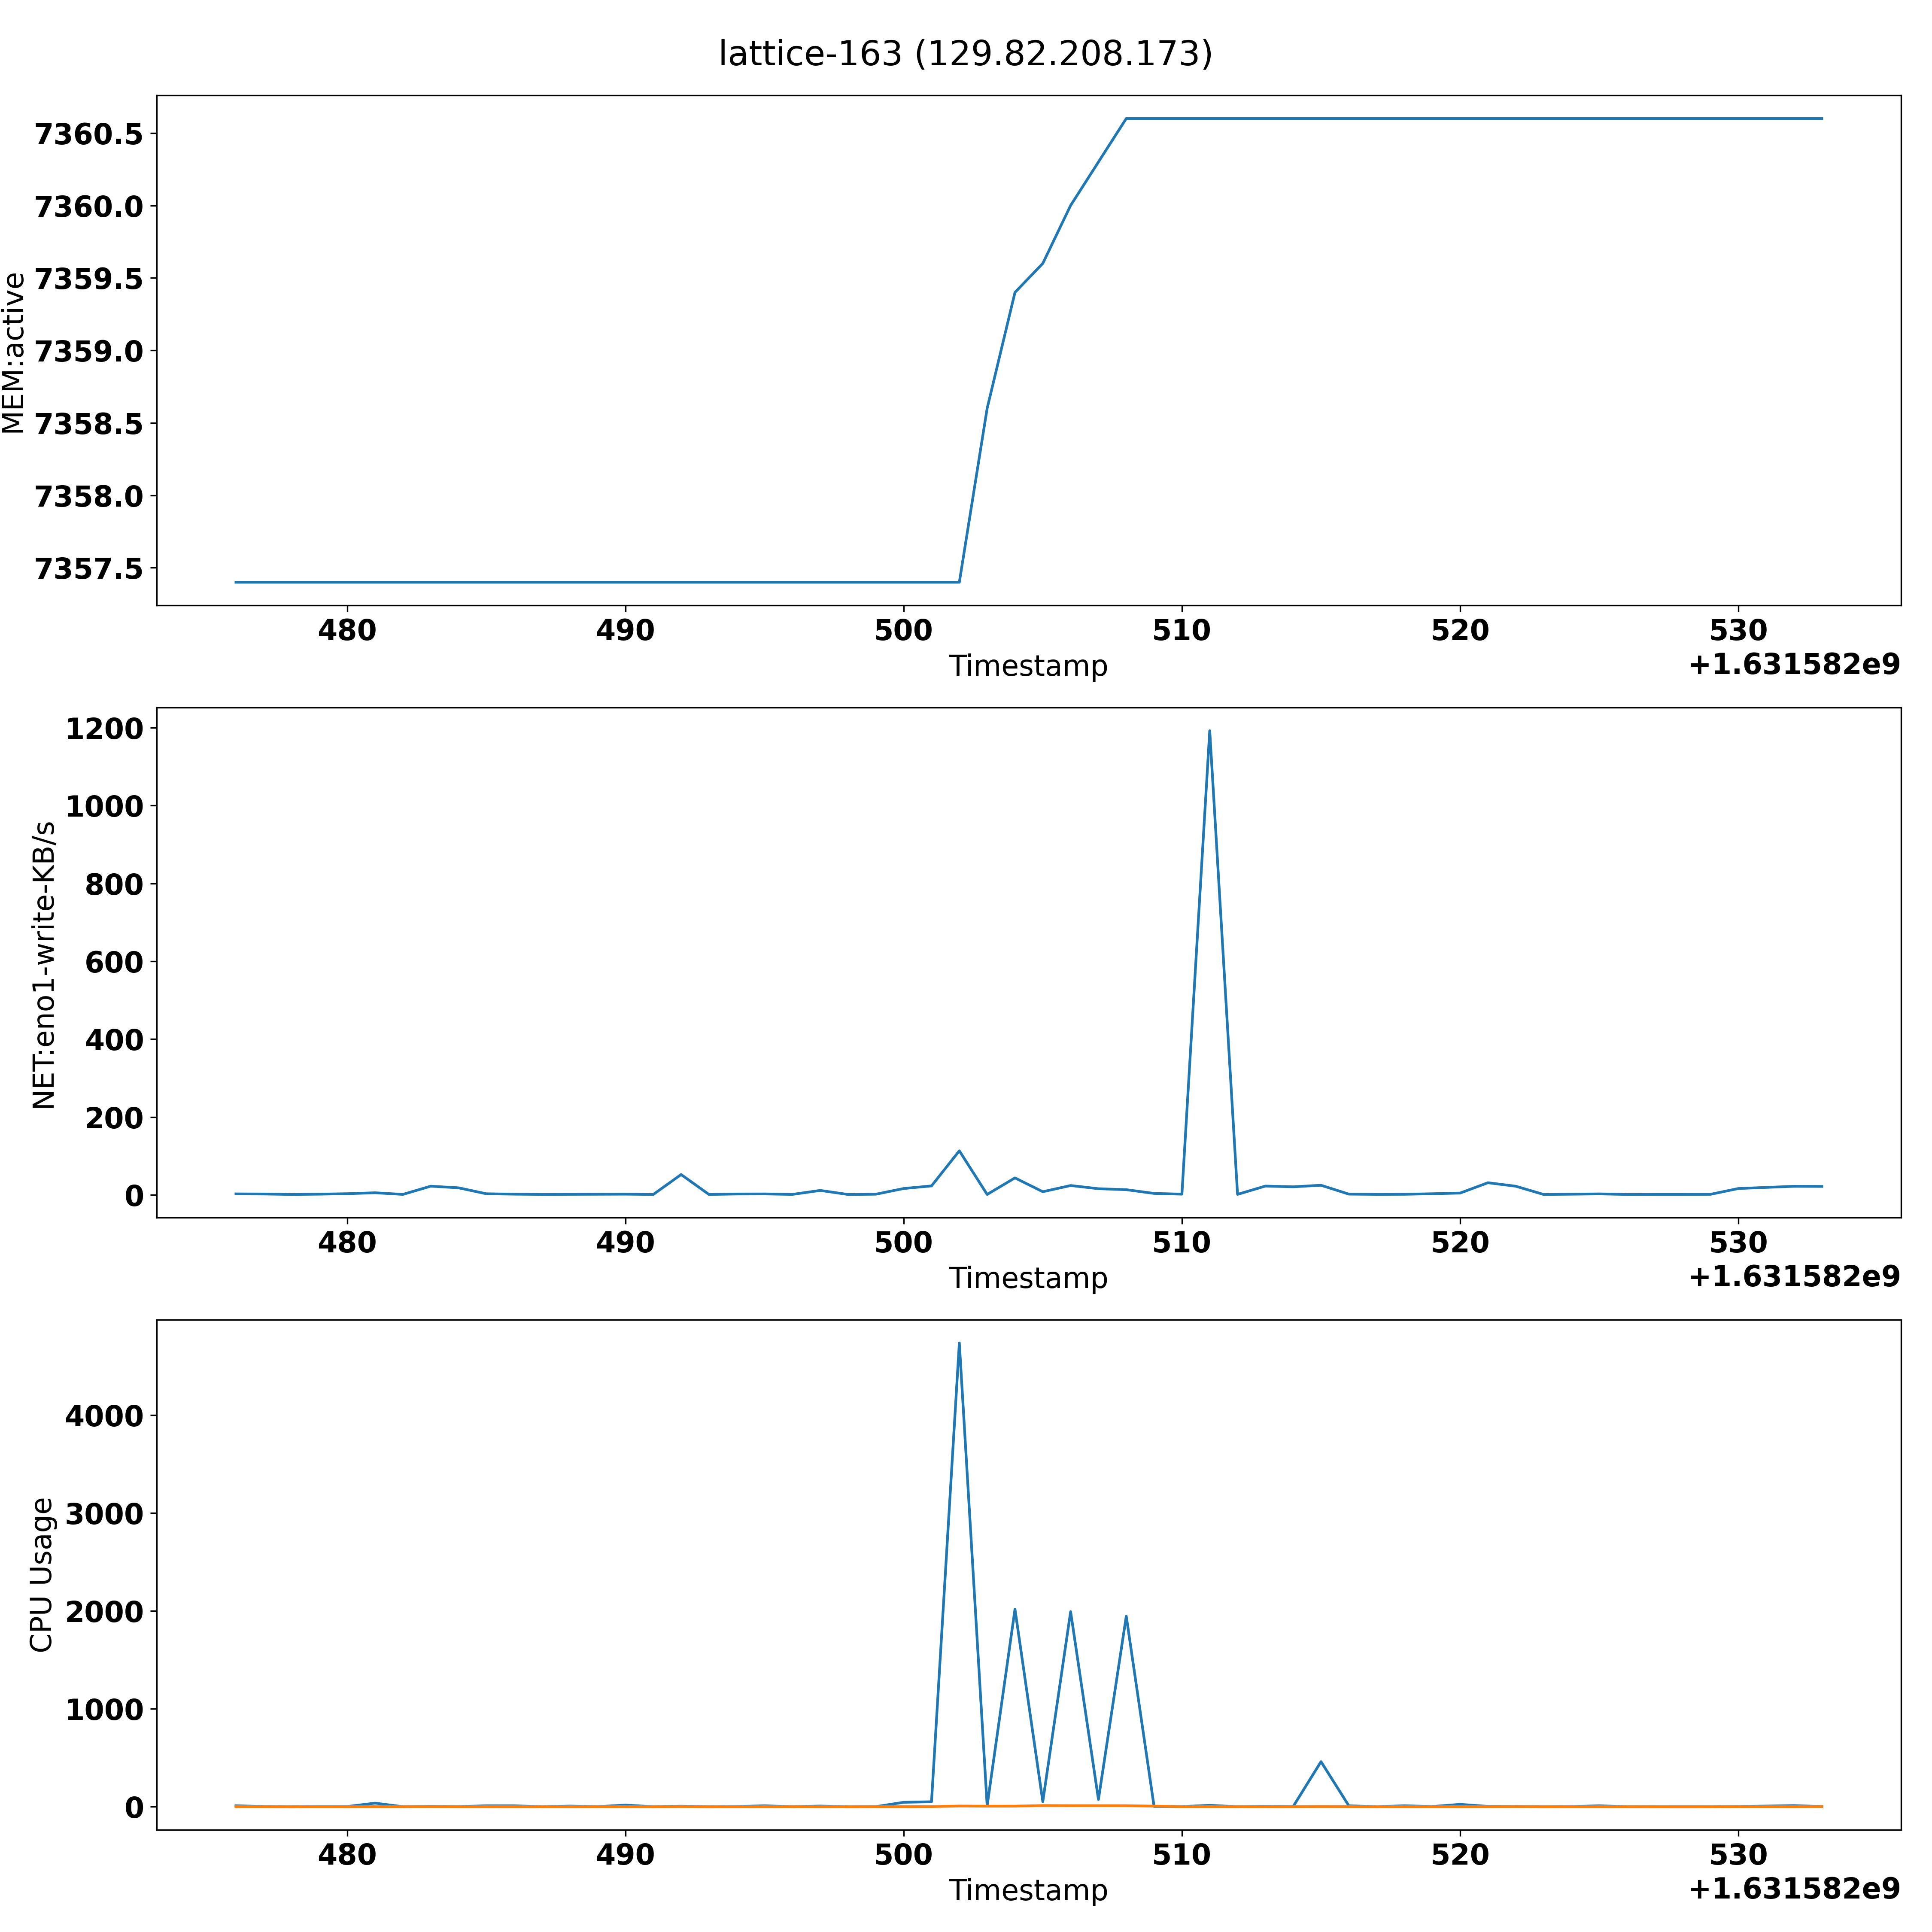 lattice-163 (129.82.208.173)
7360.5
7360.0
7359.5
7359.0
7358.5
7358.0
7357.5
MEM:active
480 490 500 510 520 530
Timestamp
+1.631582e9
1200
1000
800
600
400
200
0
NET:eno1-write-KB/s
480 490 500 510 520 530
Timestamp
+1.631582e9
4000
3000
2000
1000
0
CPU Usage
480 490 500 510 520 530
Timestamp
+1.631582e9